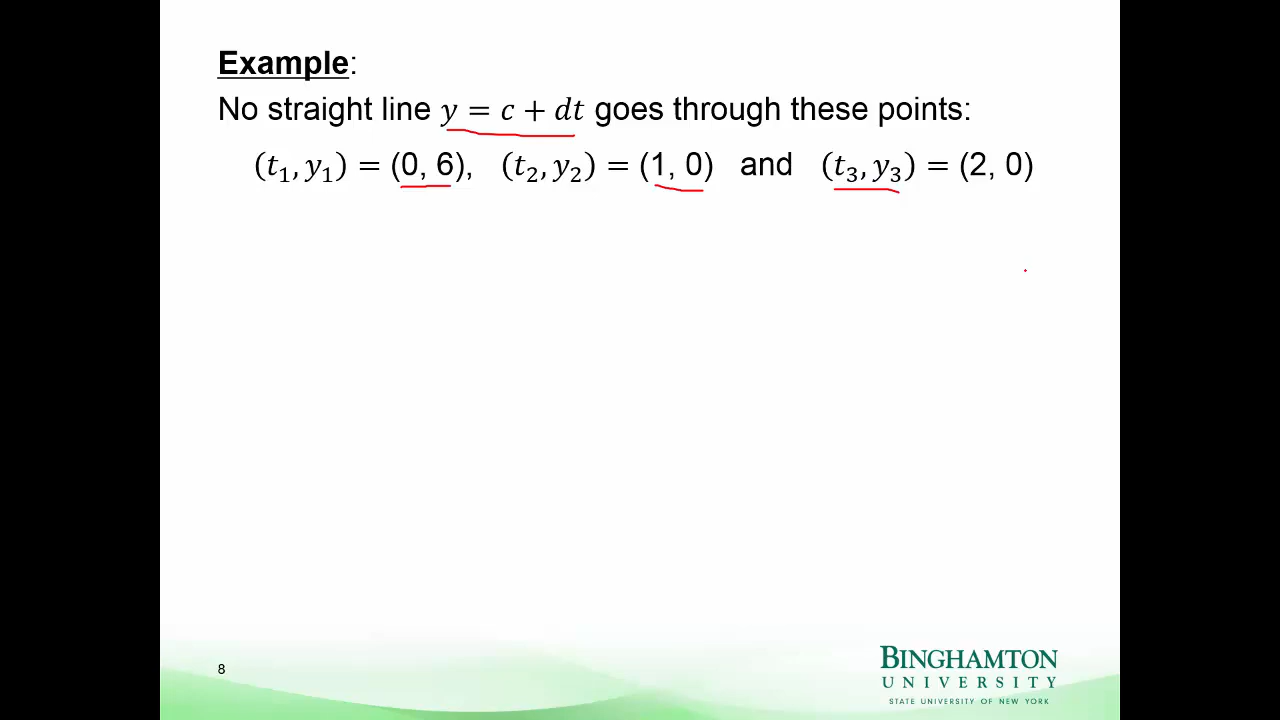 Example:
No straight line y = c + dt goes through these points:
(t₁, y₁) = (0, 6), (t₂, y₂) = (1, 0) and (t₃, y₃) = (2, 0)
8
BINGHAMTON
UNIVERSITY
STATE UNIVERSITY OF NEW YORK